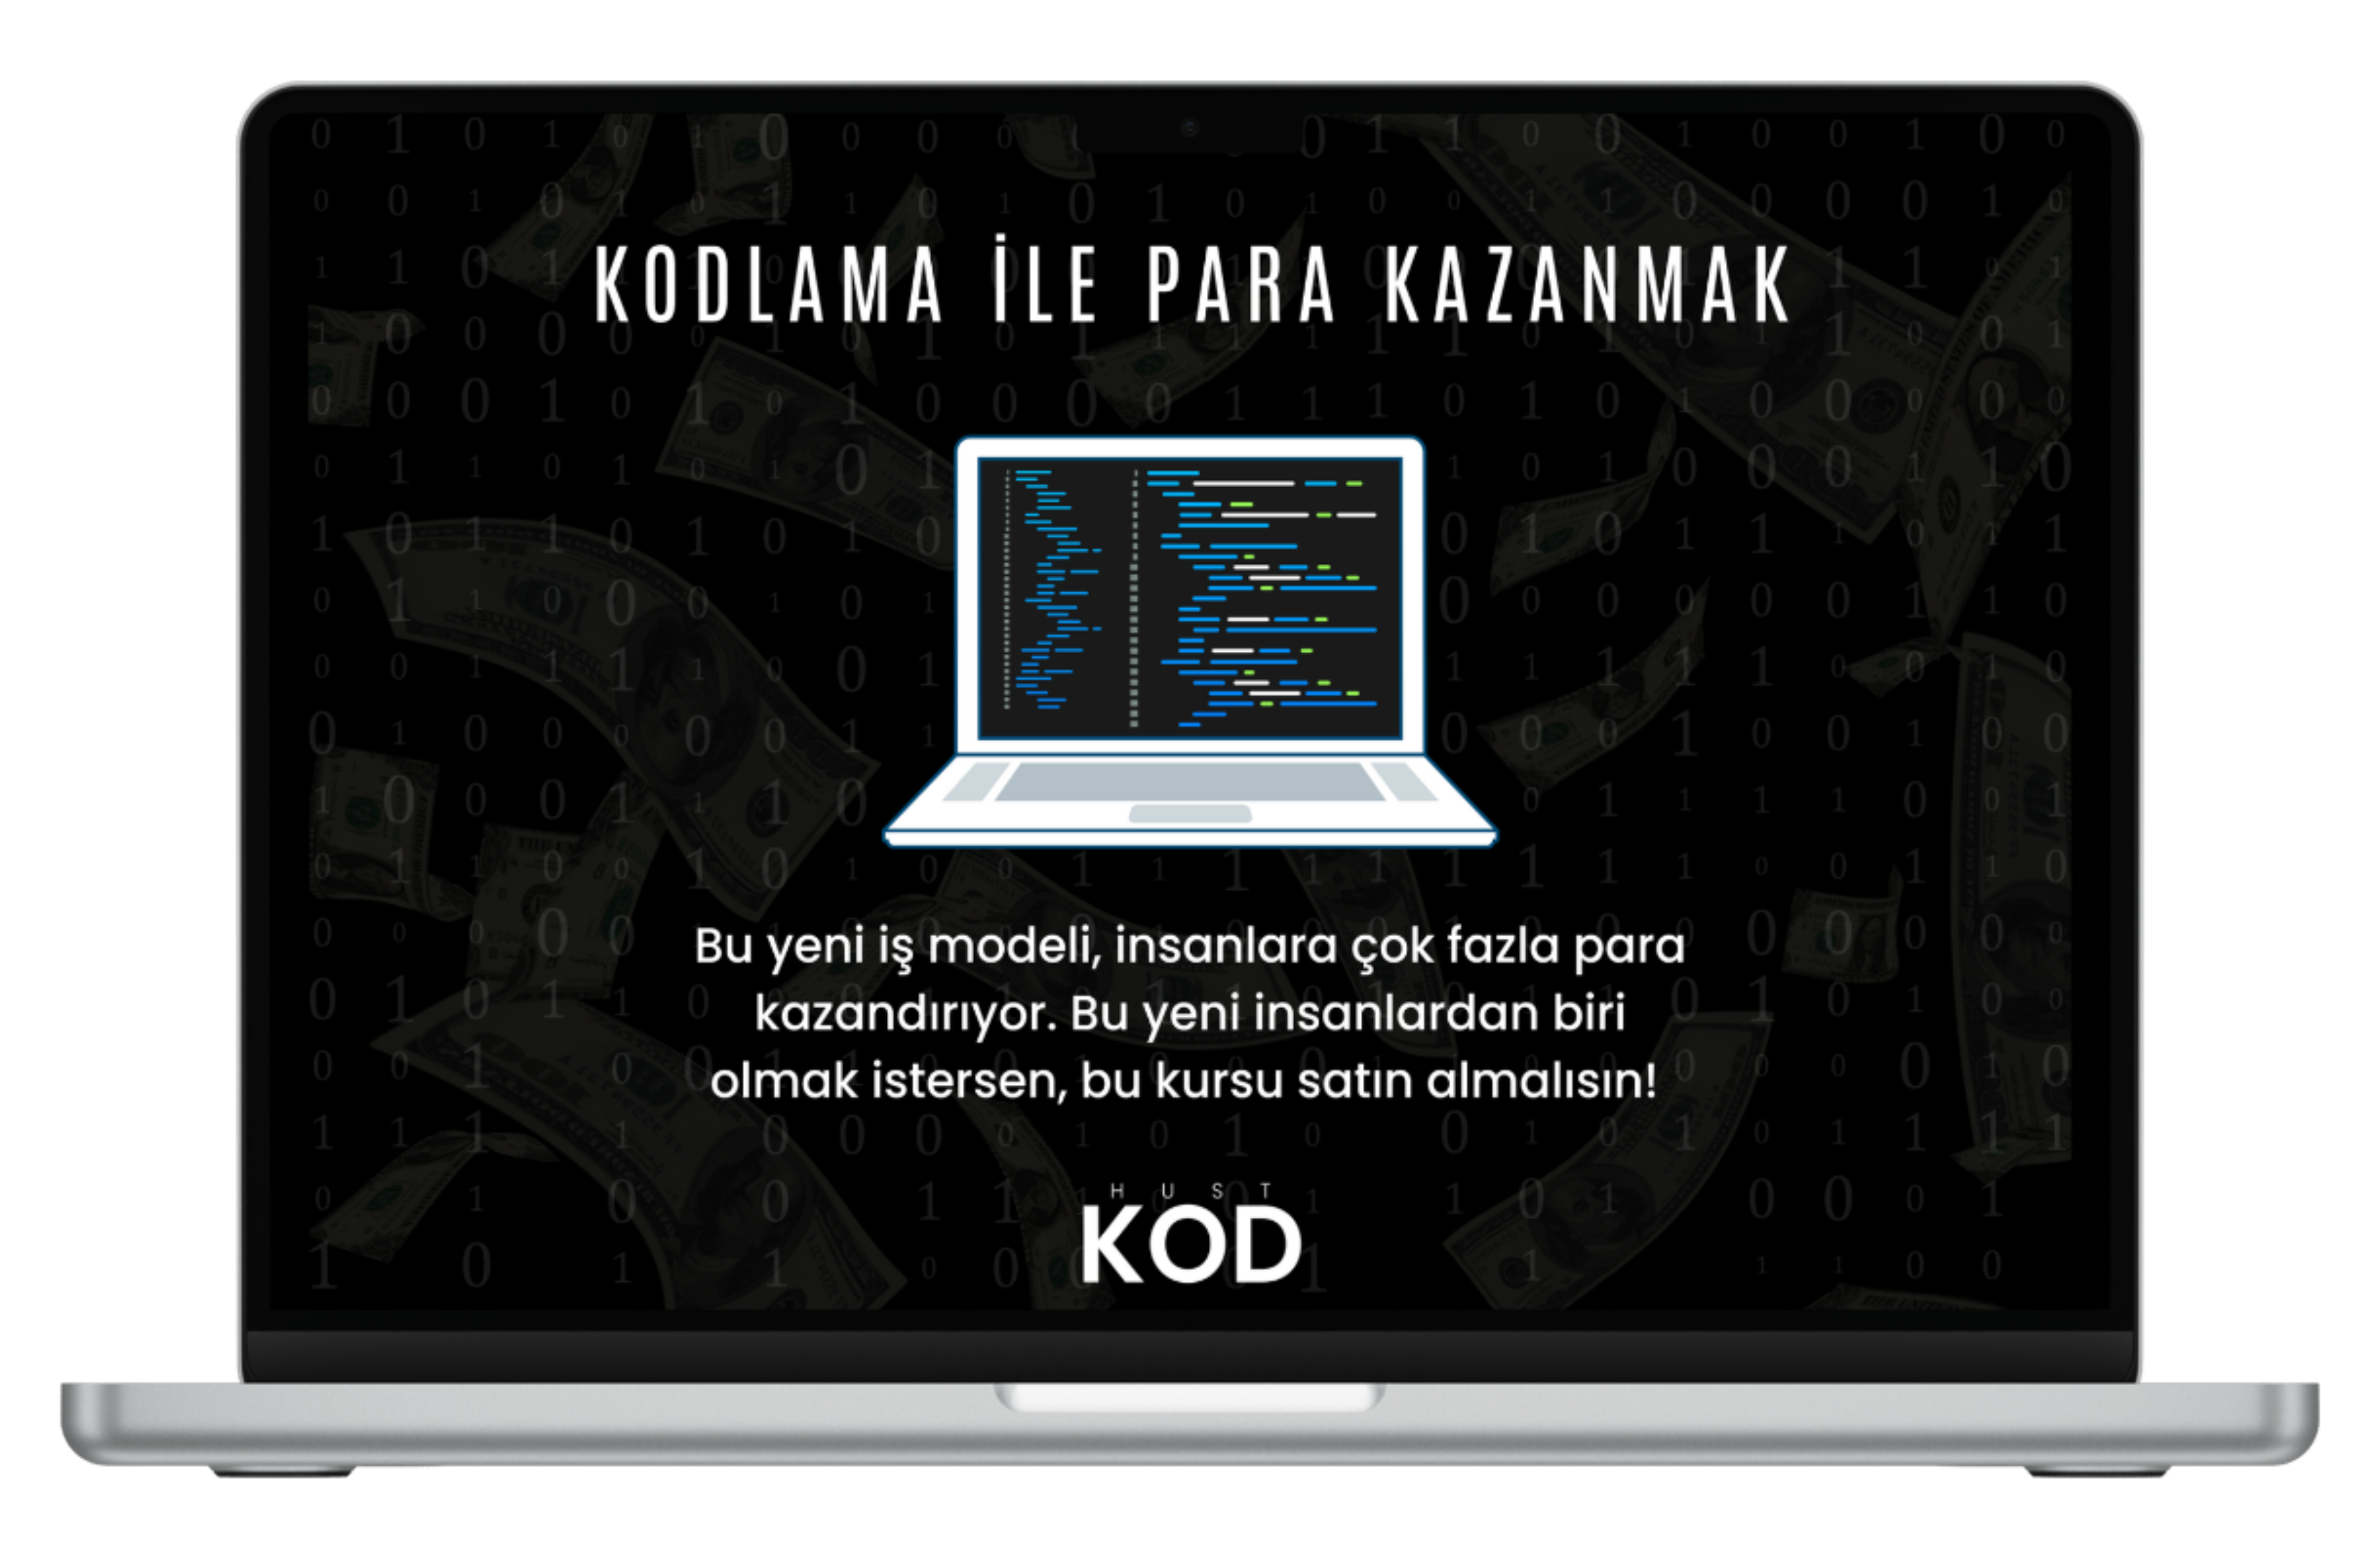 KODLAMA İLE PARA KAZANMAK
Bu yeni iş modeli, insanlara çok fazla para
kazandırıyor. Bu yeni insanlardan biri
olmak istersen, bu kursu satın almalısın!
HUST
KOD